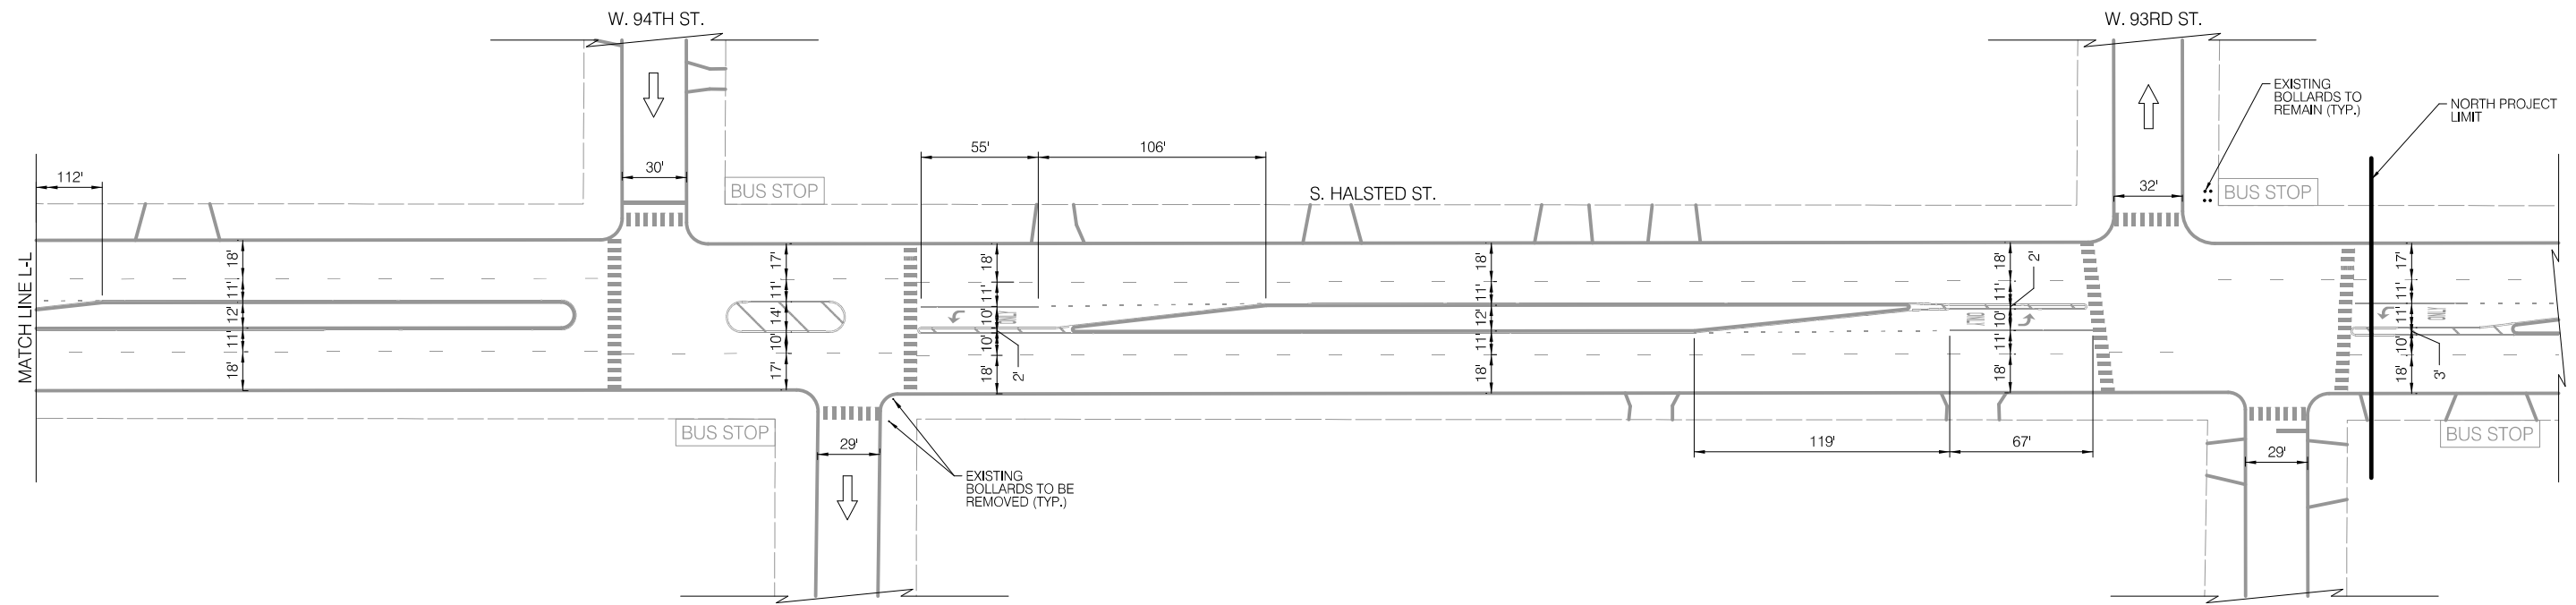 W. 94TH ST.
W. 93RD ST.
EXISTING
BOLLARDS TO
REMAIN (TYP.)
NORTH PROJECT
LIMIT
55'
106'
112'
30'
BUS STOP
S. HALSTED ST.
32'
BUS STOP
MATCH LINE L-L
18'
11'
12'
11'
18'
17'
11'
14'
10'
17'
18'
11'
10'
10'
18'
2'
ONLY
18'
11'
12'
11'
18'
18'
11'
10'
11'
18'
2'
ONLY
17'
11'
11'
10'
18'
3'
ONLY
BUS STOP
29'
EXISTING
BOLLARDS TO BE
REMOVED (TYP.)
119'
67'
29'
BUS STOP